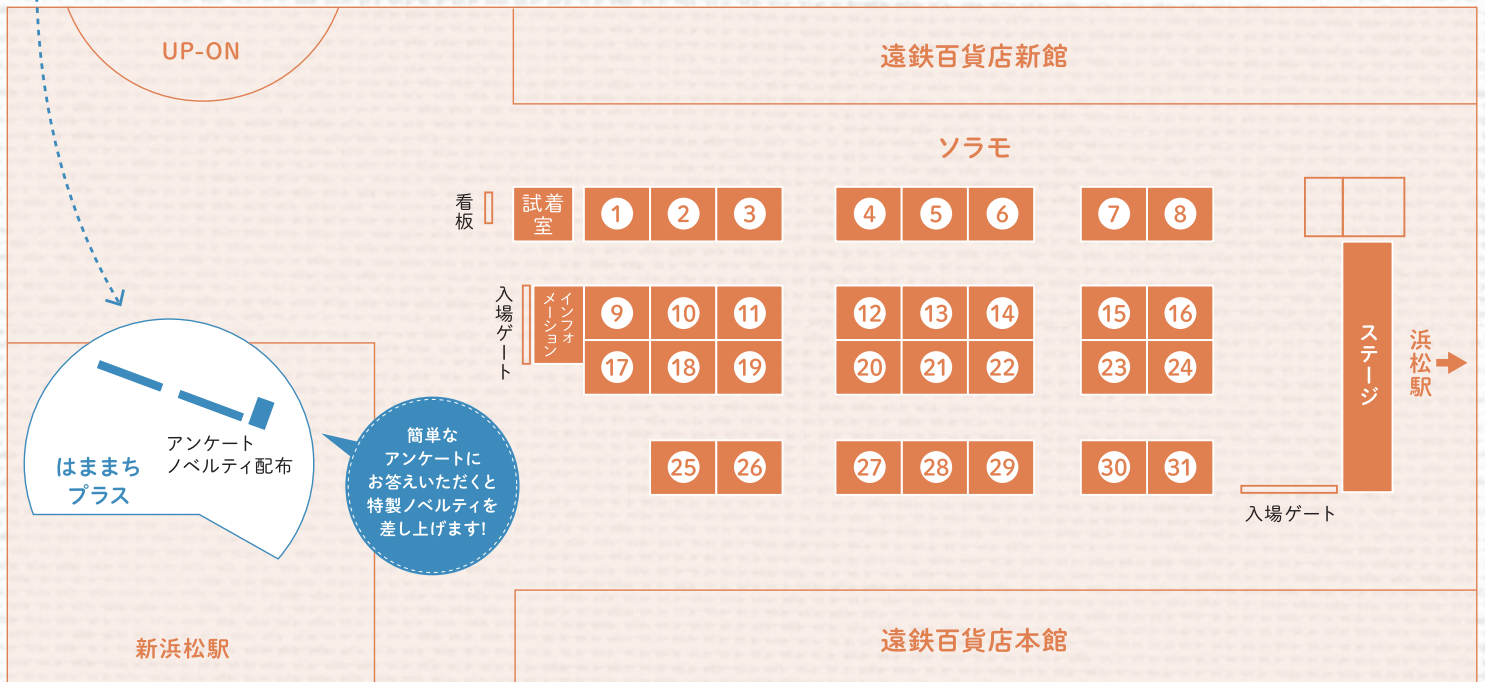 UP-ON
遠鉄百貨店新館
ソラモ
看板
試着室
1
2
3
4
5
6
7
8
入場ゲート
インフォメーション
9
10
11
12
13
14
15
16
17
18
19
20
21
22
23
24
ステージ
浜松駅
25
26
27
28
29
30
31
入場ゲート
アンケート
ノベルティ配布
はままち
プラス
簡単な
アンケートに
お答えいただくと
特製ノベルティを
差し上げます!
新浜松駅
遠鉄百貨店本館